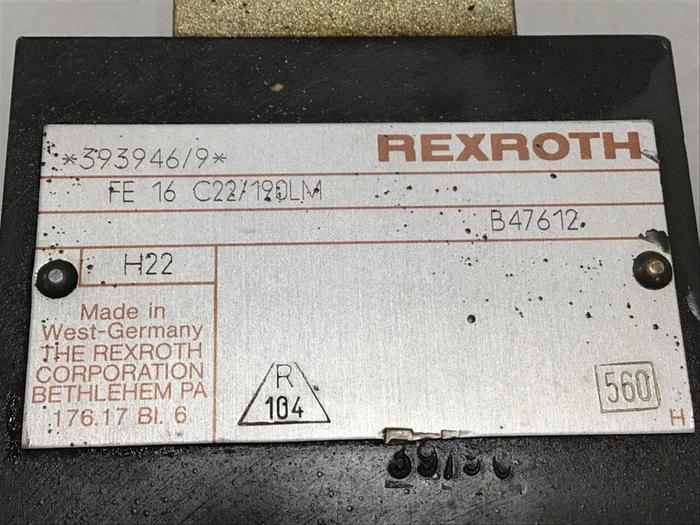 REXROTH
*393946/9*
FE 16 C22/190LM
B47612.
H22
Made in
West-Germany
THE REXROTH
CORPORATION
BETHLEHEM PA
176.17 Bl. 6
R
104
560
H